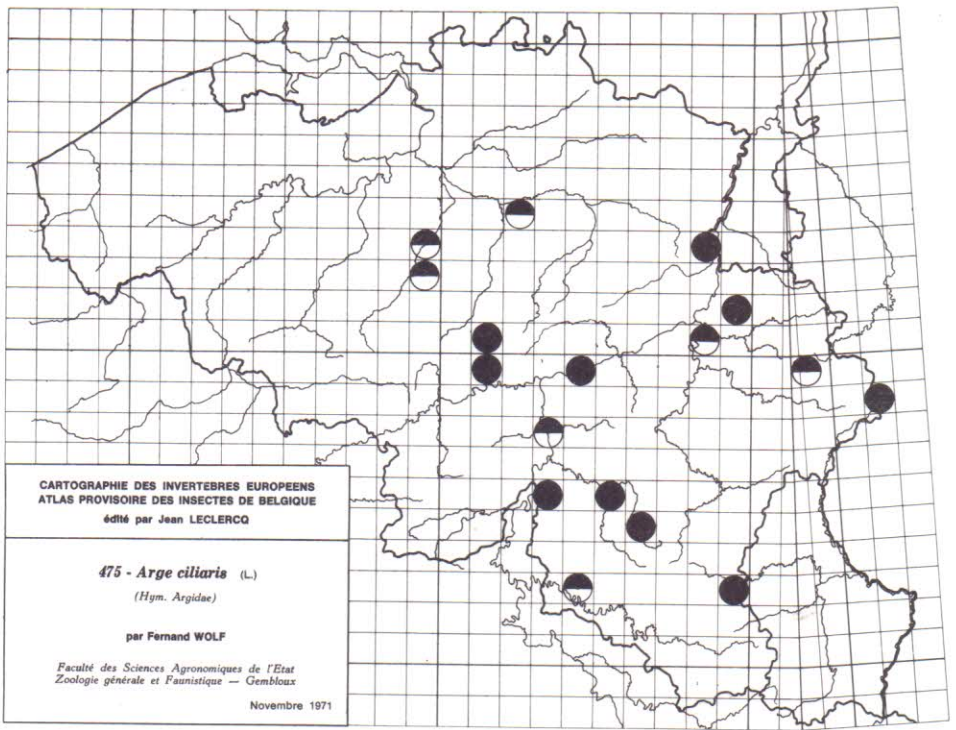 CARTOGRAPHIE DES INVERTEBRES EUROPEENS
ATLAS PROVISOIRE DES INSECTES DE BELGIQUE
édité par Jean LECLERCQ
475 - Arge ciliaris (L.)
(Hym. Argidae)
par Fernand WOLF
Faculté des Sciences Agronomiques de l'Etat
Zoologie générale et Faunistique — Gembloux
Novembre 1971